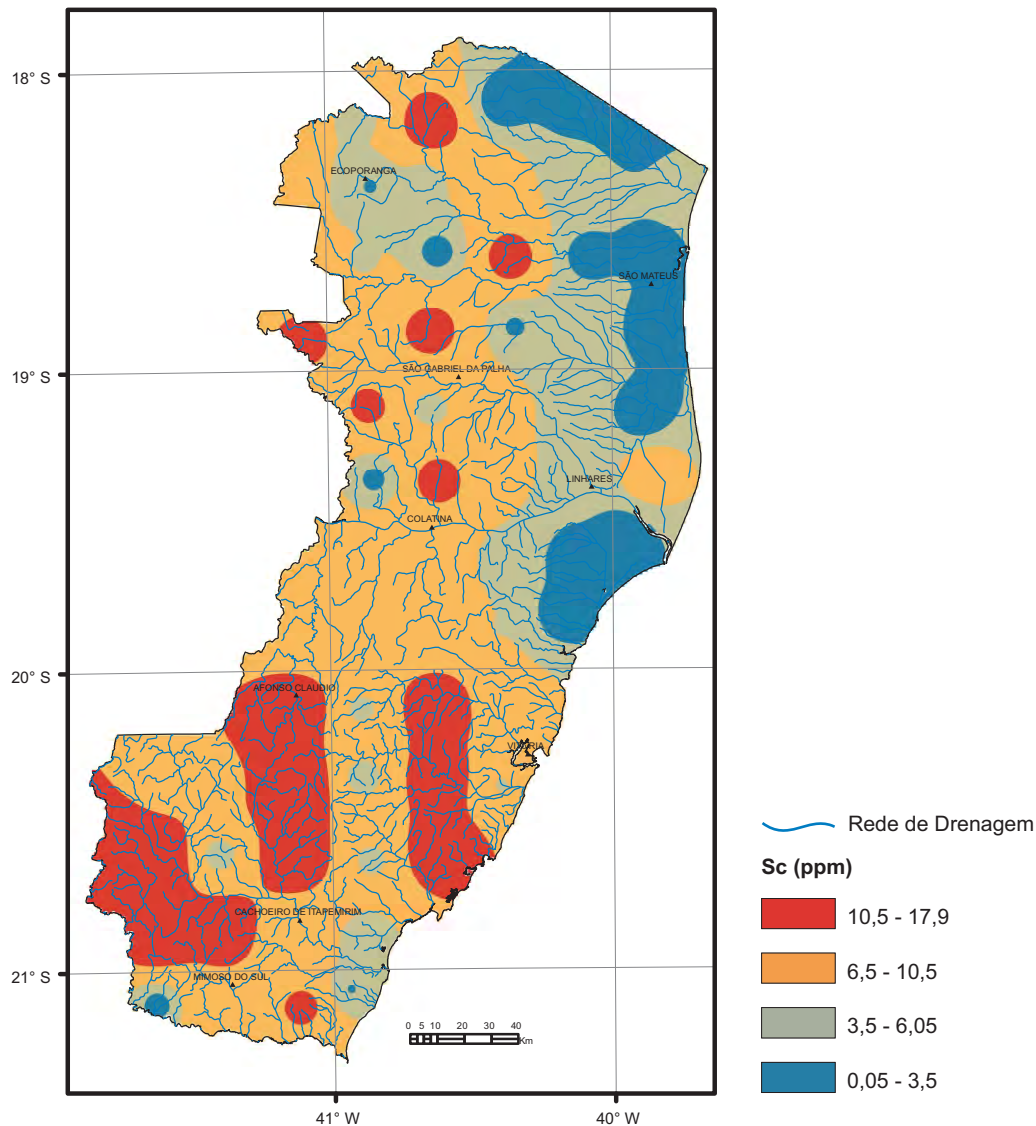 18° S
ECOPORANGA
SÃO MATEUS
19° S
SÃO GABRIEL DA PALHA
LINHARES
COLATINA
20° S
AFONSO CLAUDIO
VITÓRIA
CACHOEIRO DE ITAPEMIRIM
21° S
MIMOSO DO SUL
0 5 10 20 30 40
Km
41° W
40° W
Rede de Drenagem
Sc (ppm)
10,5 - 17,9
6,5 - 10,5
3,5 - 6,05
0,05 - 3,5